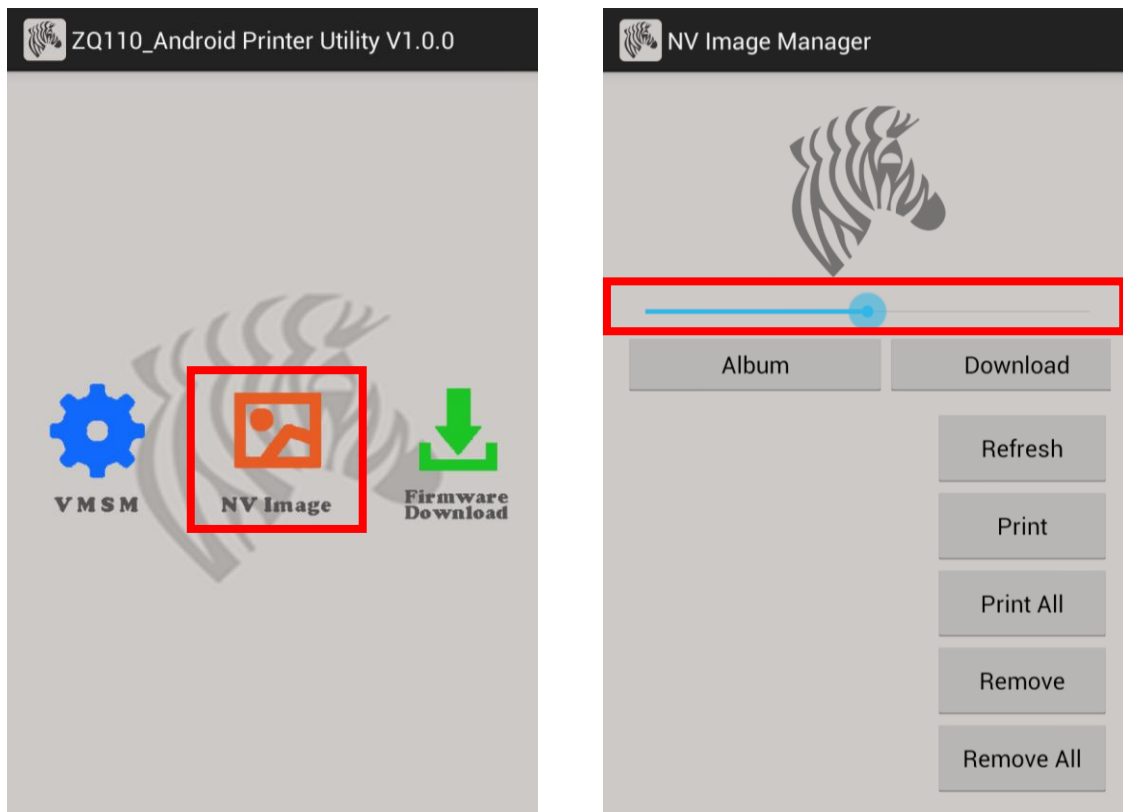 ZQ110_Android Printer Utility V1.0.0
VMSM
NV Image
Firmware
Download
NV Image Manager
Album
Download
Refresh
Print
Print All
Remove
Remove All